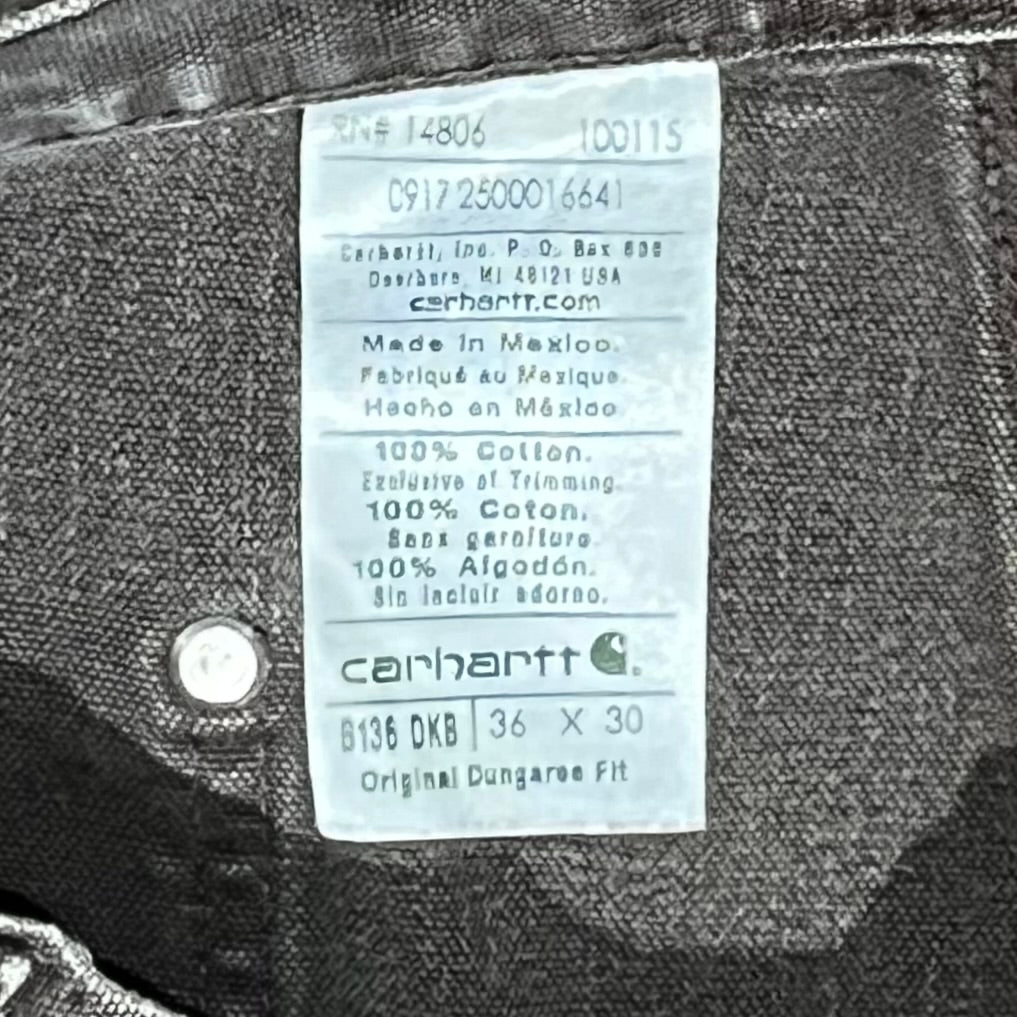 RN# 14806 100115
0917 2500016641
Carhartt, Inc. P. O. Box
Dearborn, MI 48121 USA
carhartt.com
Made in Mexico.
Fabriqué au Mexique
Hecho en México
100% Cotton.
Exclusive of Trimming.
100% Coton.
Sans garniture.
100% Algodón.
Sin incluir adorno.
carhartt
B136 DKB 36 X 30
Original Dungaree Fit